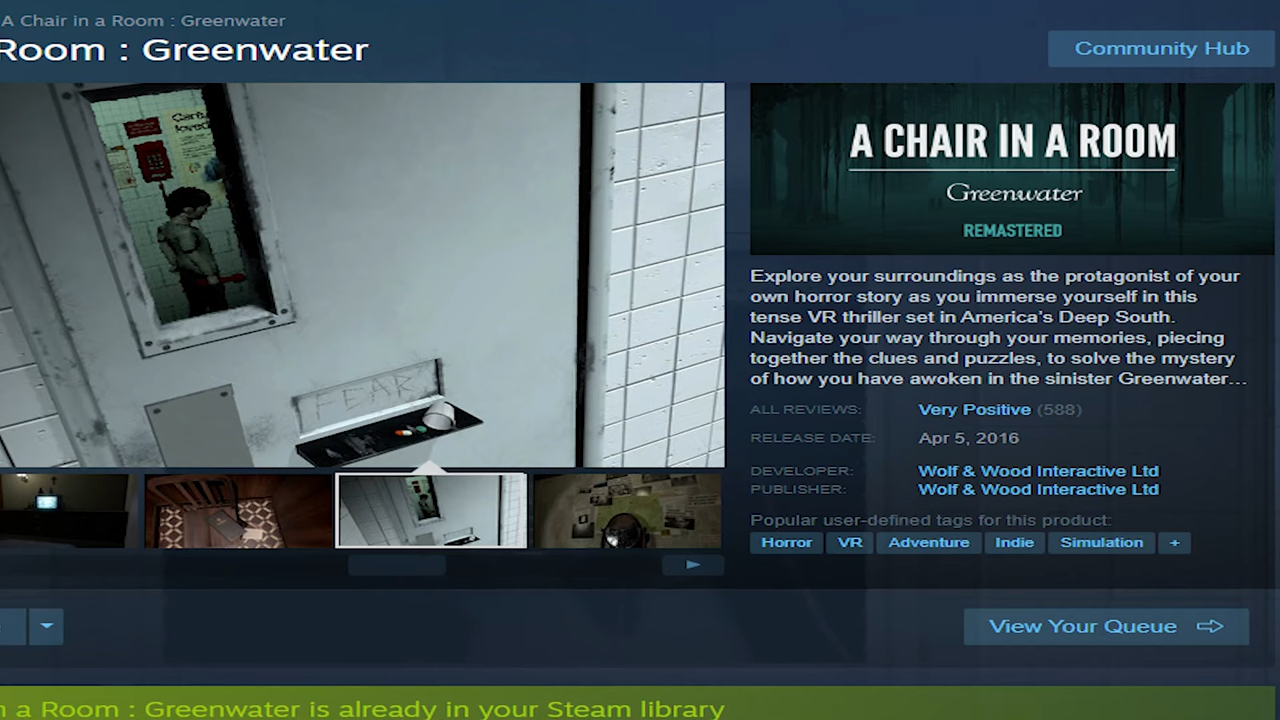 A Chair in a Room : Greenwater
Room : Greenwater
Community Hub
Care
loved
FEAR
A CHAIR IN A ROOM
Greenwater
REMASTERED
Explore your surroundings as the protagonist of your
own horror story as you immerse yourself in this
tense VR thriller set in America's Deep South.
Navigate your way through your memories, piecing
together the clues and puzzles, to solve the mystery
of how you have awoken in the sinister Greenwater...
ALL REVIEWS: Very Positive (588)
RELEASE DATE: Apr 5, 2016
DEVELOPER: Wolf & Wood Interactive Ltd
PUBLISHER: Wolf & Wood Interactive Ltd
Popular user-defined tags for this product:
Horror VR Adventure Indie Simulation +
View Your Queue
n a Room : Greenwater is already in your Steam library